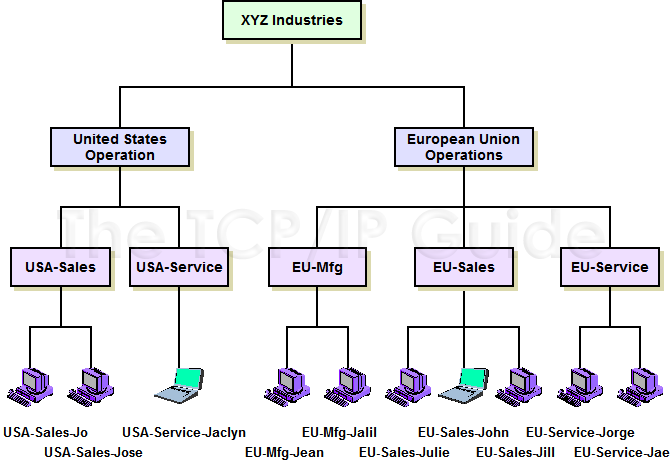 XYZ Industries
United States
Operation
European Union
Operations
The TCP/IP Guide
USA-Sales
USA-Service
EU-Mfg
EU-Sales
EU-Service
USA-Sales-Jo
USA-Service-Jaclyn
EU-Mfg-Jalil
EU-Sales-John
EU-Service-Jorge
USA-Sales-Jose
EU-Mfg-Jean
EU-Sales-Julie
EU-Sales-Jill
EU-Service-Jac